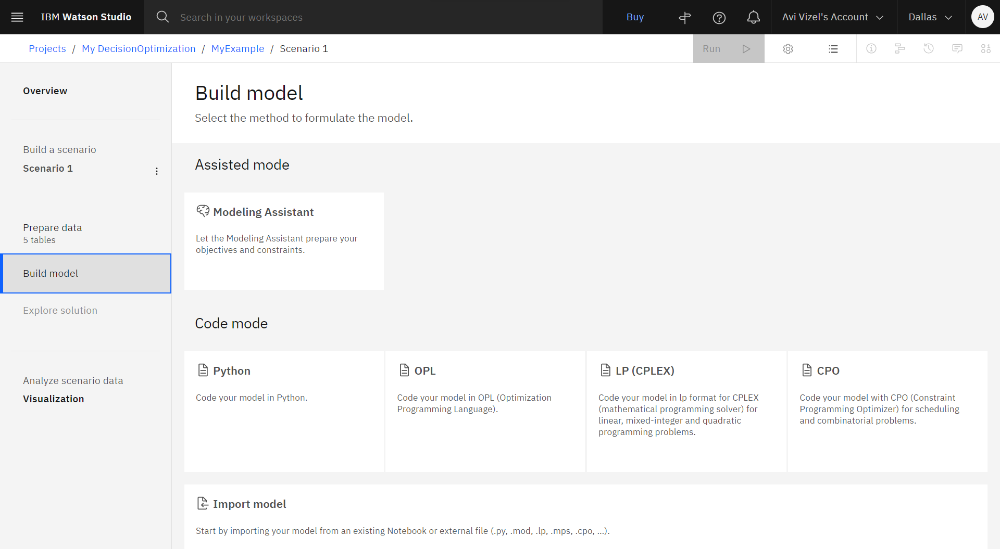 IBM Watson Studio
Search in your workspaces
Buy
Avi Vizel's Account
Dallas
AV
Projects / My DecisionOptimization / MyExample / Scenario 1
Run
Overview
Build a scenario
Scenario 1
Prepare data
5 tables
Build model
Explore solution
Analyze scenario data
Visualization
Build model
Select the method to formulate the model.
Assisted mode
Modeling Assistant
Let the Modeling Assistant prepare your
objectives and constraints.
Code mode
Python
Code your model in Python.
OPL
Code your model in OPL (Optimization
Programming Language).
LP (CPLEX)
Code your model in lp format for CPLEX
(mathematical programming solver) for
linear, mixed-integer and quadratic
programming problems.
CPO
Code your model with CPO (Constraint
Programming Optimizer) for scheduling
and combinatorial problems.
Import model
Start by importing your model from an existing Notebook or external file (.py, .mod, .lp, .mps, .cpo, ...).